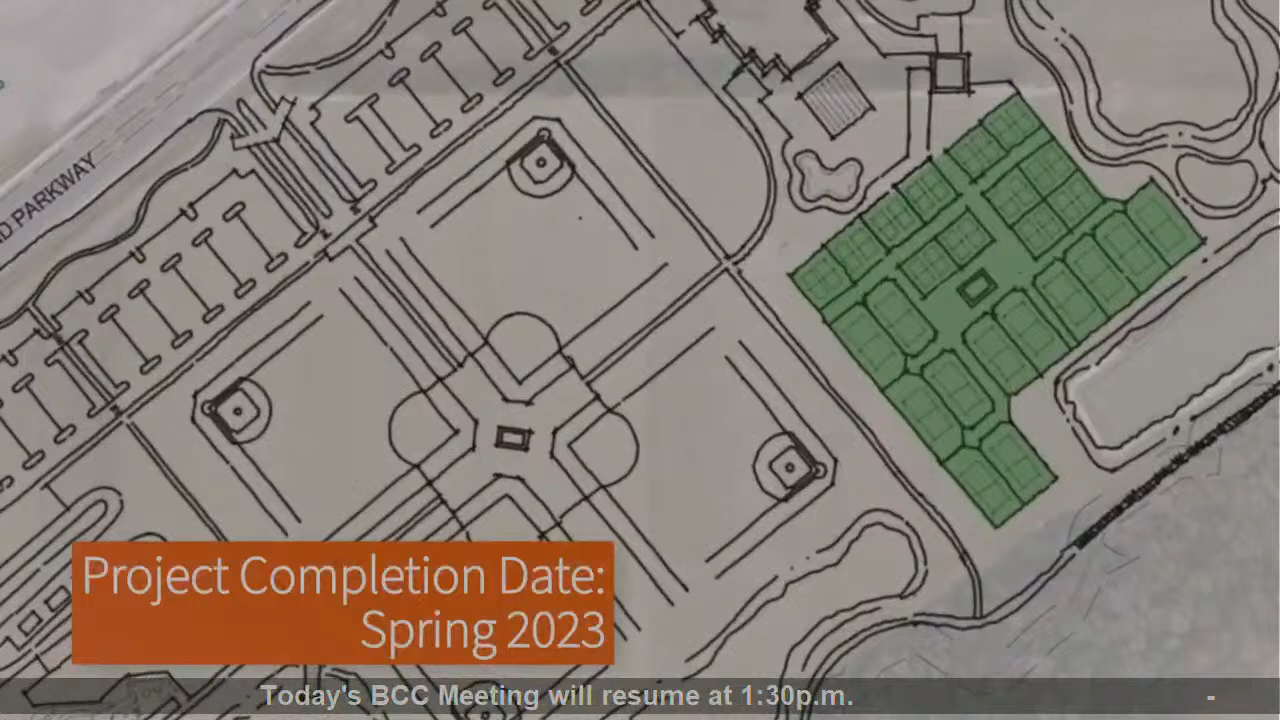 D PARKWAY
Project Completion Date:
Spring 2023
Today's BCC Meeting will resume at 1:30p.m. -